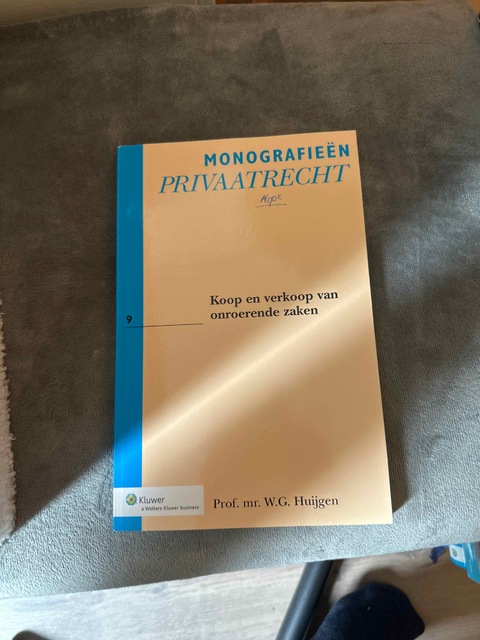 MONOGRAFIEËN
PRIVAATRECHT
9
Koop en verkoop van
onroerende zaken
Kluwer
a Wolters Kluwer business
Prof. mr. W.G. Huijgen